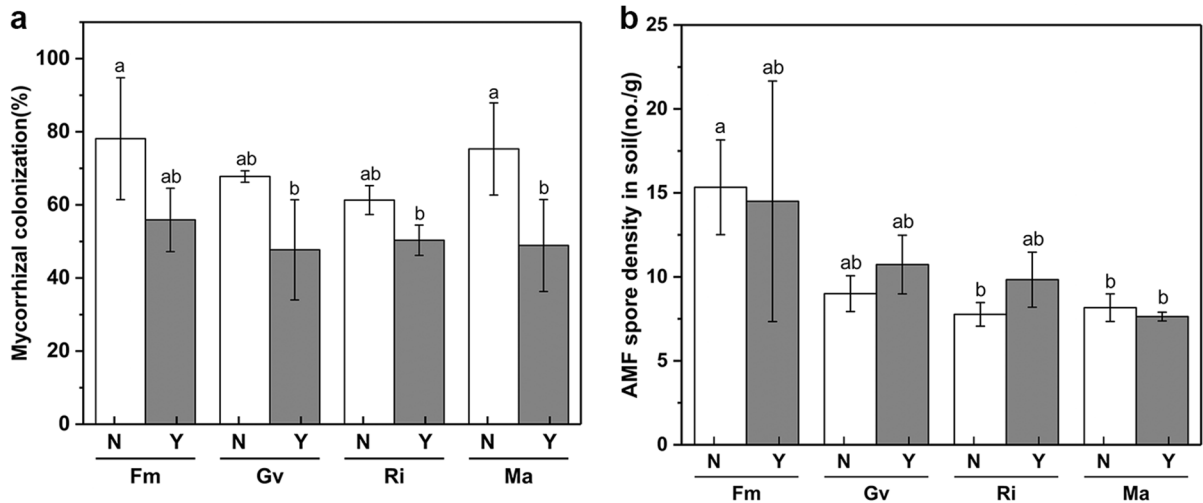 a
Mycorrhizal colonization(%)
100
80
60
40
20
0
a
ab
ab
b
ab
b
a
b
N Y N Y N Y N Y
Fm Gv Ri Ma
b
AMF spore density in soil(no./g)
25
20
15
10
5
0
a
ab
ab
ab
b
ab
b
b
N Y N Y N Y N Y
Fm Gv Ri Ma